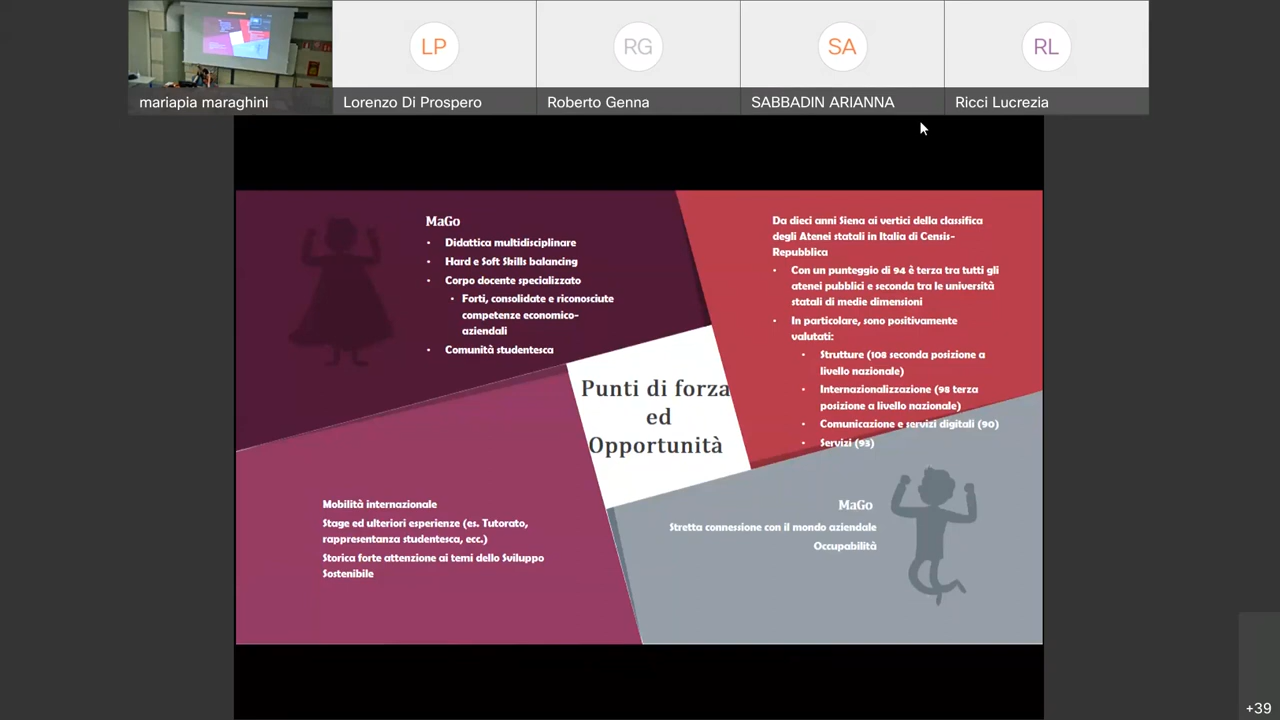 LP
RG
SA
RL
mariapia maraghini
Lorenzo Di Prospero
Roberto Genna
SABBADIN ARIANNA
Ricci Lucrezia
MaGo
• Didattica multidisciplinare
• Hard e Soft Skills balancing
• Corpo docente specializzato
• Forti, consolidate e riconosciute
competenze economico-
aziendali
• Comunità studentesca
Da dieci anni Siena ai vertici della classifica
degli Atenei statali in Italia di Censis-
Repubblica
• Con un punteggio di 94 è terza tra tutti gli
atenei pubblici e seconda tra le università
statali di medie dimensioni
• In particolare, sono positivamente
valutati:
• Strutture (108 seconda posizione a
livello nazionale)
• Internazionalizzazione (98 terza
posizione a livello nazionale)
• Comunicazione e servizi digitali (90)
• Servizi (93)
Punti di forza
ed
Opportunità
Mobilità internazionale
Stage ed ulteriori esperienze (es. Tutorato,
rappresentanza studentesca, ecc.)
Storica forte attenzione ai temi dello Sviluppo
Sostenibile
MaGo
Stretta connessione con il mondo aziendale
Occupabilità
+39